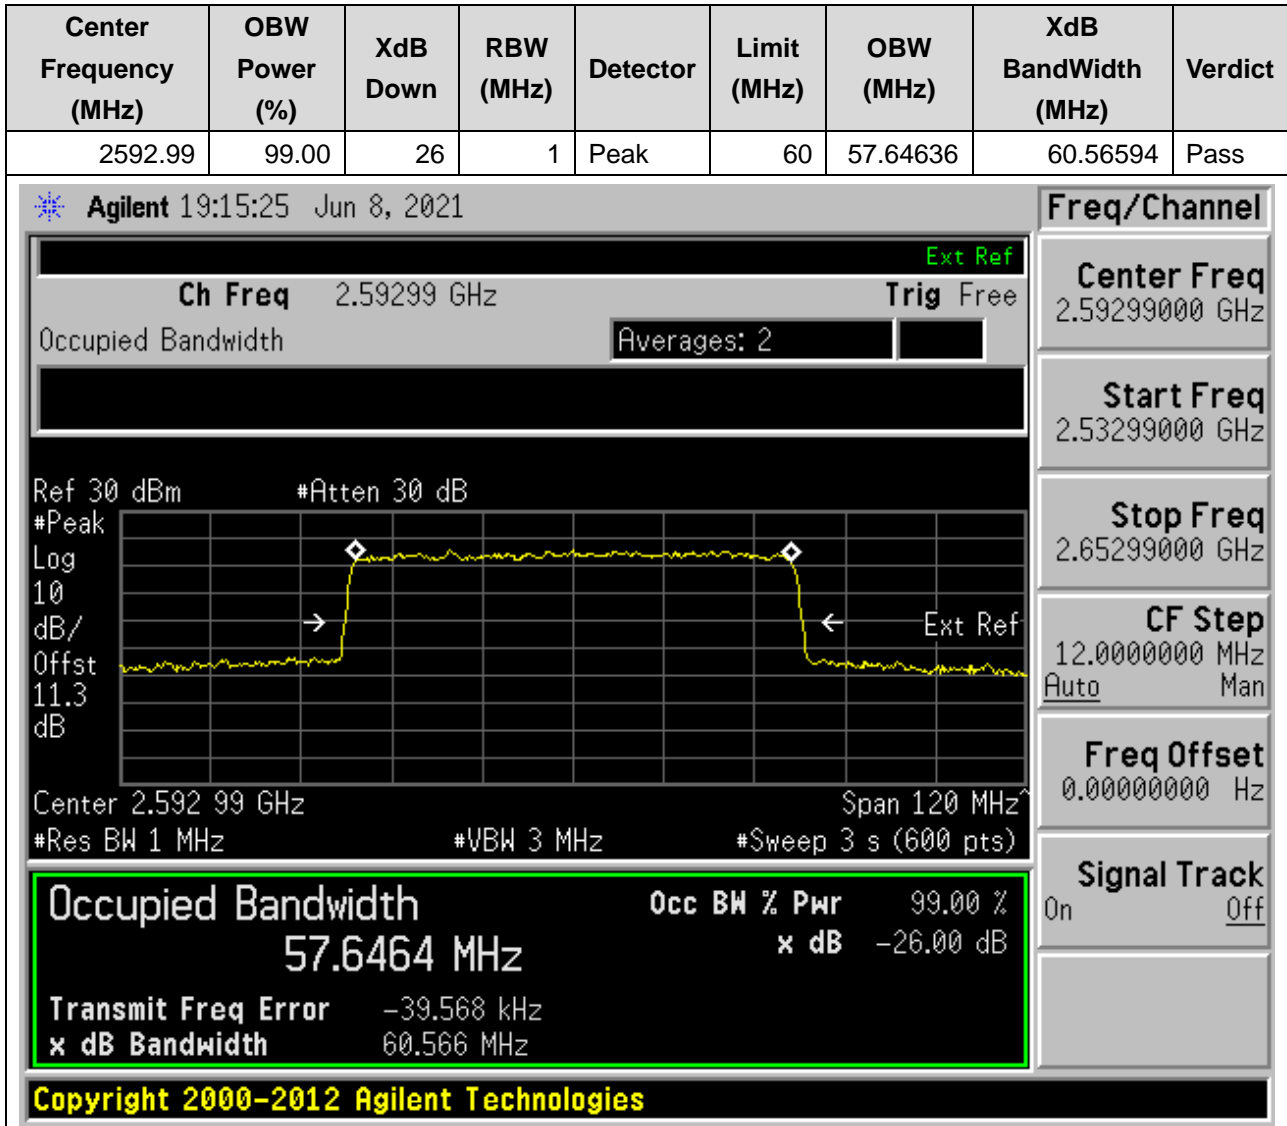 Center Frequency (MHz) OBW Power (%) XdB Down RBW (MHz) Detector Limit (MHz) OBW (MHz) XdB BandWidth (MHz) Verdict
2592.99 99.00 26 1 Peak 60 57.64636 60.56594 Pass
Agilent 19:15:25 Jun 8, 2021
Freq/Channel
Ext Ref
Ch Freq 2.59299 GHz Trig Free
Occupied Bandwidth Averages: 2
Center Freq
2.59299000 GHz
Start Freq
2.53299000 GHz
Stop Freq
2.65299000 GHz
CF Step
12.0000000 MHz
Auto Man
Freq Offset
0.00000000 Hz
Signal Track
On Off
Ref 30 dBm #Atten 30 dB
#Peak
Log
10
dB/
Offst
11.3
dB
Ext Ref
Center 2.592 99 GHz Span 120 MHz^
#Res BW 1 MHz #VBW 3 MHz #Sweep 3 s (600 pts)
Occupied Bandwidth Occ BW % Pwr 99.00 %
57.6464 MHz x dB -26.00 dB
Transmit Freq Error -39.568 kHz
x dB Bandwidth 60.566 MHz
Copyright 2000-2012 Agilent Technologies